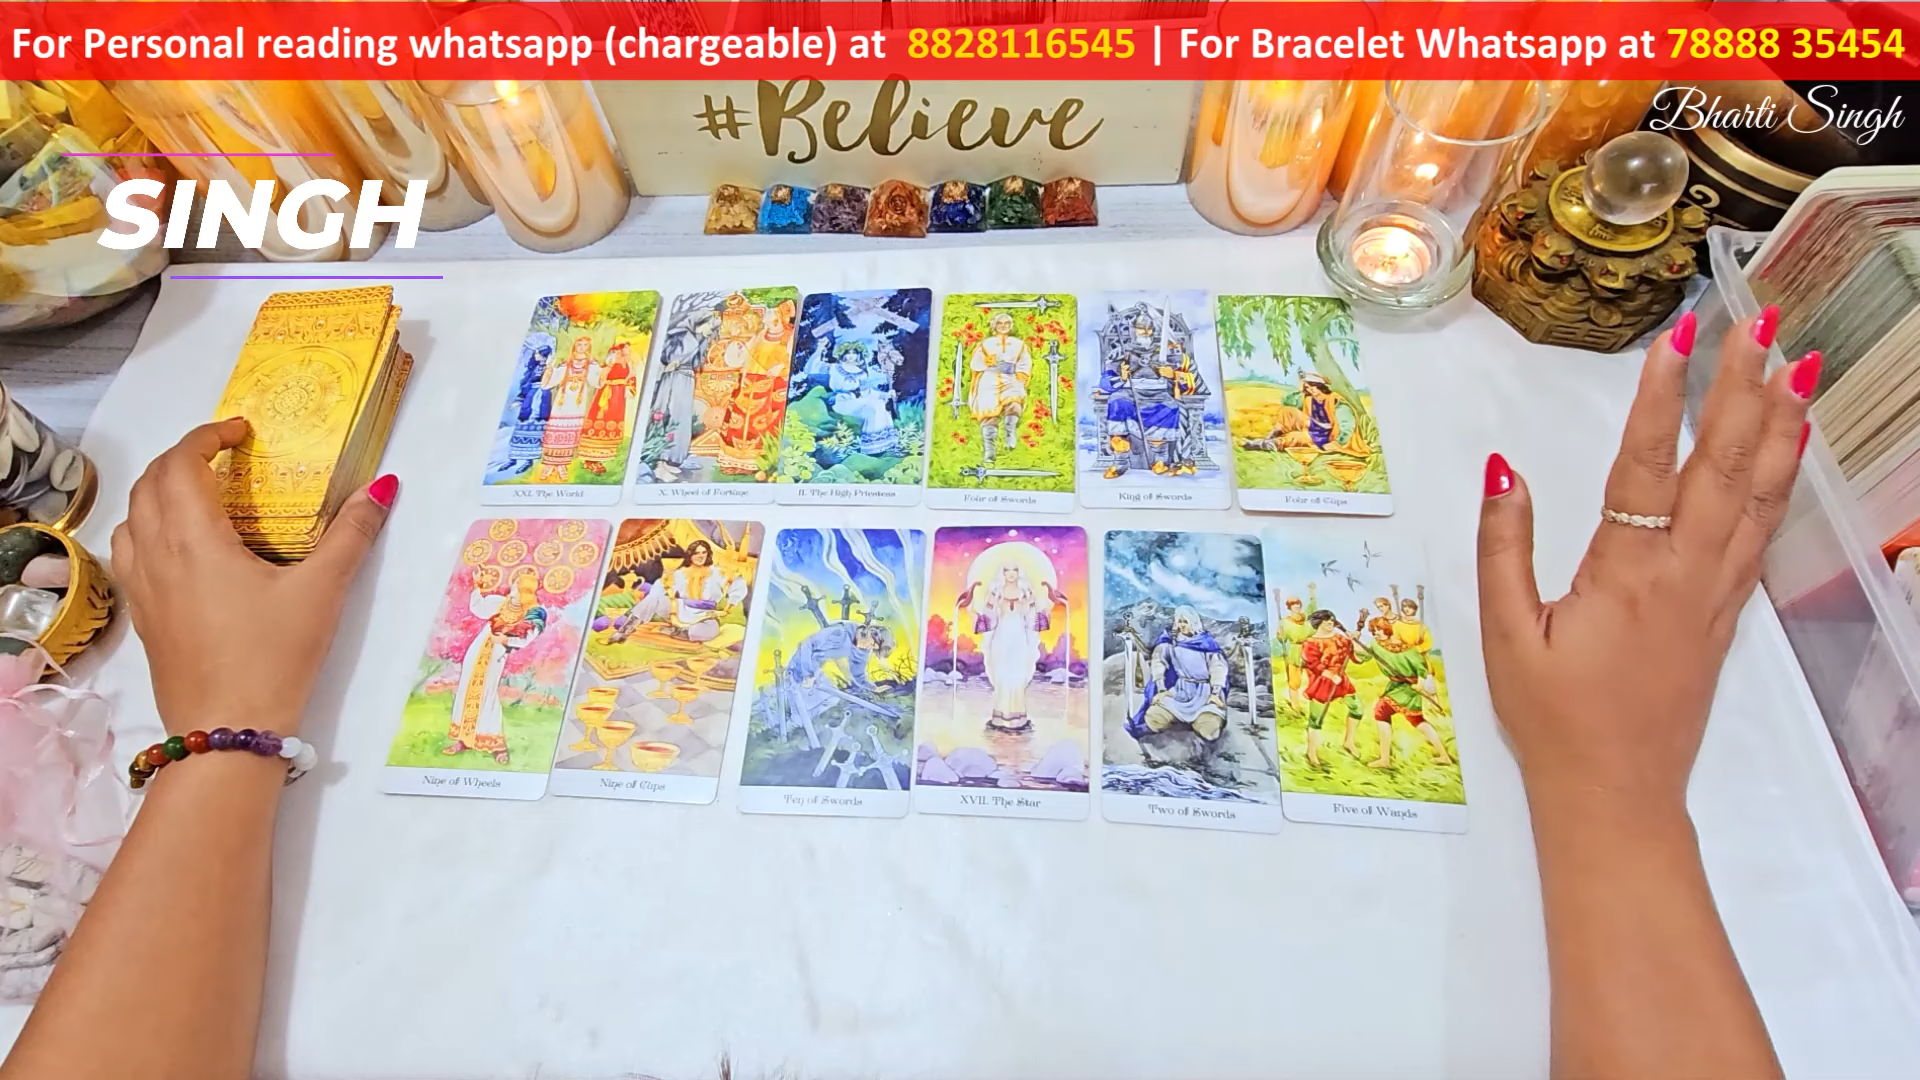 For Personal reading whatsapp (chargeable) at 8828116545 | For Bracelet Whatsapp at 78888 35454
#Believe
Bharti Singh
SINGH
XXI. The World
X. Wheel of Fortune
II. The High Priestess
Four of Swords
King of Swords
Four of Cups
Nine of Wheels
Nine of Cups
Ten of Swords
XVII. The Star
Two of Swords
Five of Wands